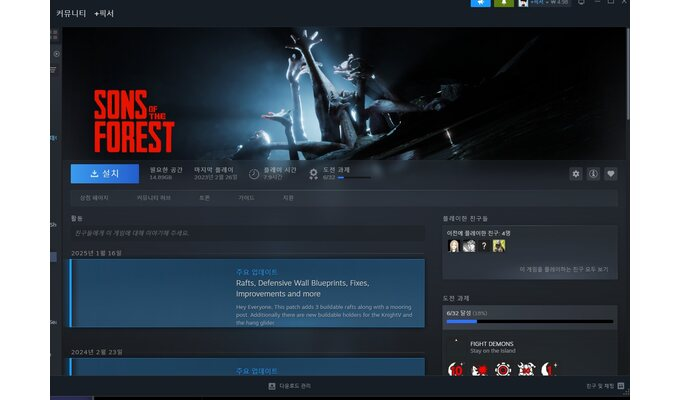 커뮤니티 +픽서
+픽서
SONS
OF THE
FOREST
설치
필요한 공간
14.89GB
마지막 플레이
2023년 2월 26일
플레이 시간
7.9시간
도전 과제
6/32
상점 페이지
커뮤니티 허브
토론
가이드
지원
활동
친구들에게 이 게임에 대해 이야기해 주세요.
2025년 1월 16일
주요 업데이트
Rafts, Defensive Wall Blueprints, Fixes,
Improvements and more
Hey Everyone, This patch adds 3 buildable rafts along with a mooring
post. Additionally there are new buildable holders for the KnightV and
the hang glider
2024년 2월 23일
주요 업데이트
플레이한 친구들
이전에 플레이한 친구: 4명
?
이 게임을 플레이하는 친구 모두 보기
도전 과제
6/32 달성 (18%)
FIGHT DEMONS
Stay on the island
10
1
다운로드 관리
친구 및 채팅